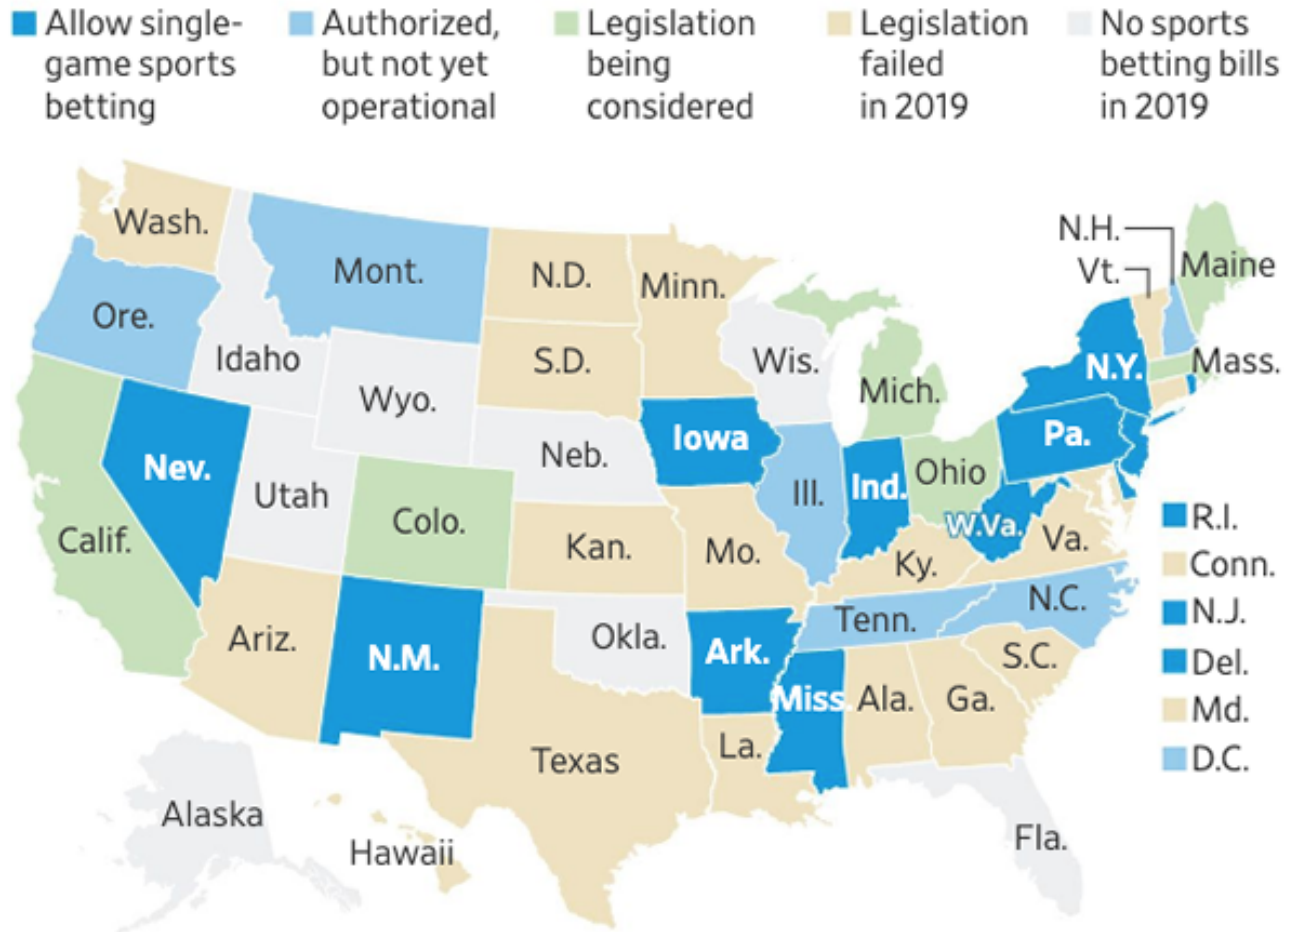 Allow single-
game sports
betting
Authorized,
but not yet
operational
Legislation
being
considered
Legislation
failed
in 2019
No sports
betting bills
in 2019
Wash.
Mont.
N.D.
Minn.
N.H.
Vt.
Maine
Ore.
Idaho
S.D.
Wis.
Mich.
N.Y.
Mass.
Wyo.
Nev.
Utah
Neb.
Iowa
Ill.
Ind.
Ohio
Pa.
Calif.
Colo.
Kan.
Mo.
Ky.
W.Va.
Va.
R.I.
Conn.
N.J.
Del.
Md.
D.C.
Ariz.
N.M.
Okla.
Ark.
Tenn.
N.C.
S.C.
Texas
La.
Miss.
Ala.
Ga.
Alaska
Hawaii
Fla.